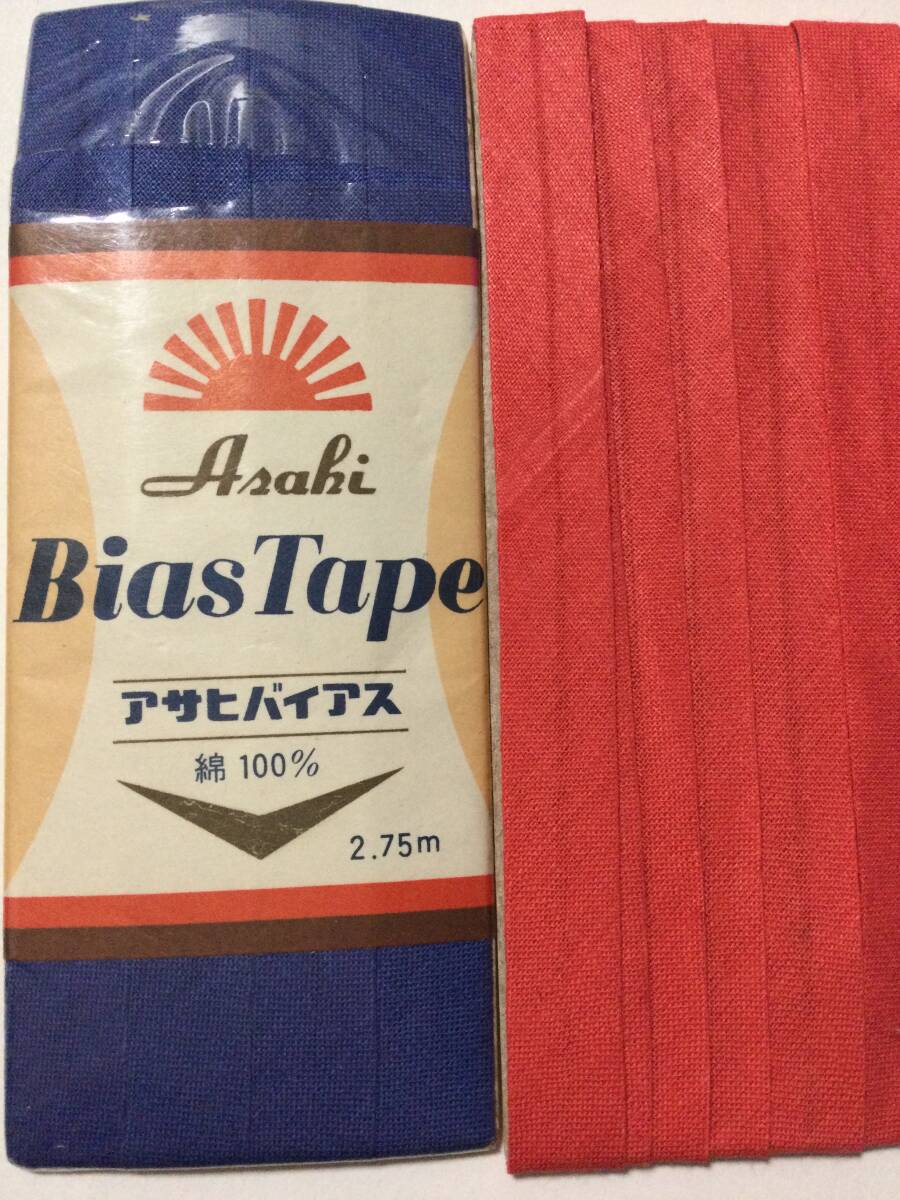 Asahi
Bias Tape
アサヒバイアス
綿 100%
2.75m